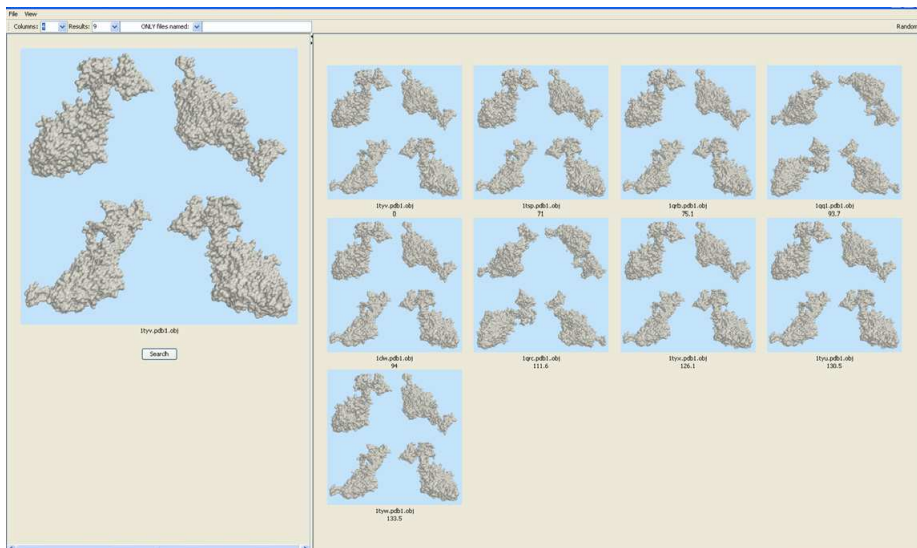 File View
Columns: 4 Results: 9 ONLY files named: Random
1tyv.pdb1.obj
Search
1tyv.pdb1.obj
0
1tsp.pdb1.obj
71
1qrb.pdb1.obj
75.1
1qq1.pdb1.obj
93.7
1clw.pdb1.obj
94
1qrc.pdb1.obj
111.6
1tyx.pdb1.obj
126.1
1tyu.pdb1.obj
130.5
1tyw.pdb1.obj
133.5